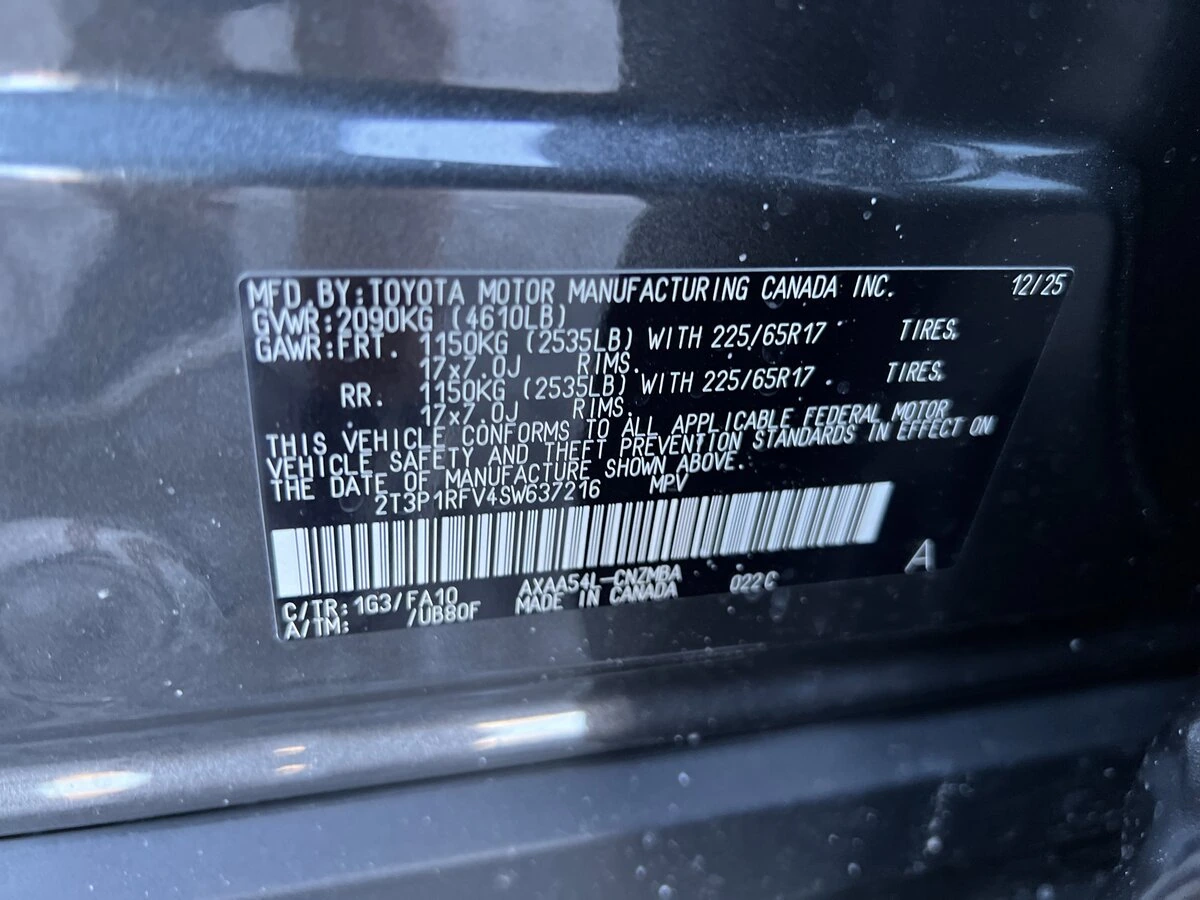 MFD.BY:TOYOTA MOTOR MANUFACTURING CANADA INC. 12/25
GVWR:2090KG (4610LB)
GAWR:FRT. 1150KG (2535LB) WITH 225/65R17 TIRES.
17x7.0J RIMS.
RR. 1150KG (2535LB) WITH 225/65R17 TIRES.
17x7.0J RIMS.
THIS VEHICLE CONFORMS TO ALL APPLICABLE FEDERAL MOTOR
VEHICLE SAFETY AND THEFT PREVENTION STANDARDS IN EFFECT ON
THE DATE OF MANUFACTURE SHOWN ABOVE.
2T3P1RFV4SW637216 MPV
A
C/TR:1G3/FA10 AXAA54L-CNZMBA 022C
A/TM: /UB80F MADE IN CANADA